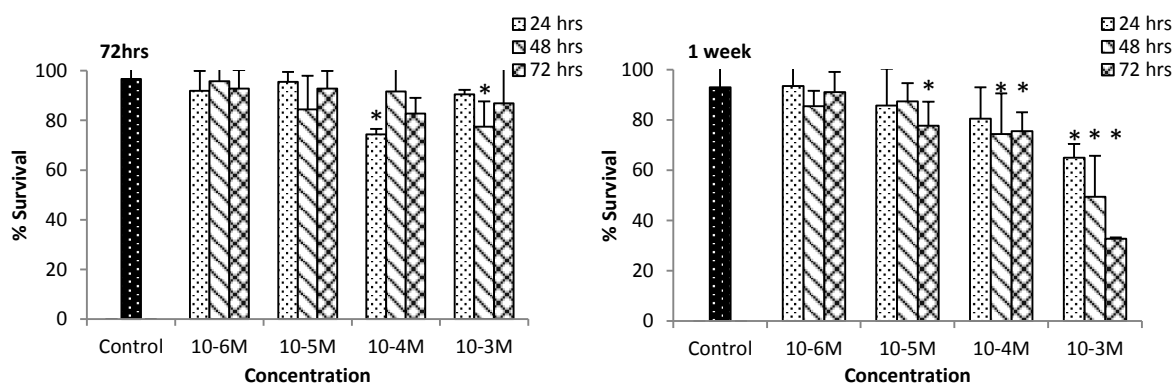 72hrs
24 hrs
48 hrs
72 hrs
100
80
60
40
20
0
% Survival
*
*
Control 10-6M 10-5M 10-4M 10-3M
Concentration
1 week
24 hrs
48 hrs
72 hrs
100
80
60
40
20
0
% Survival
*
* *
* * *
Control 10-6M 10-5M 10-4M 10-3M
Concentration